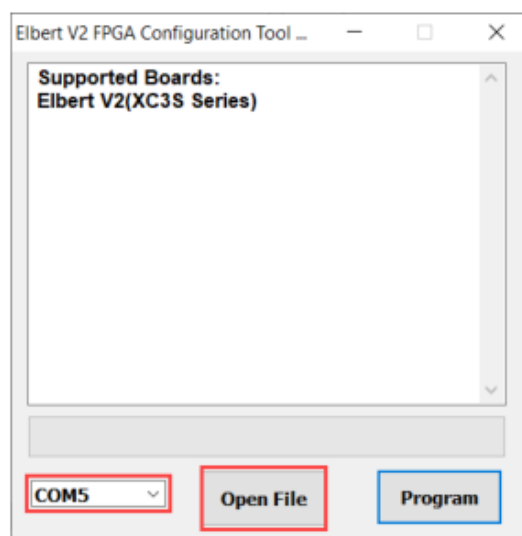 Elbert V2 FPGA Configuration Tool ...
Supported Boards:
Elbert V2(XC3S Series)
COM5
Open File
Program